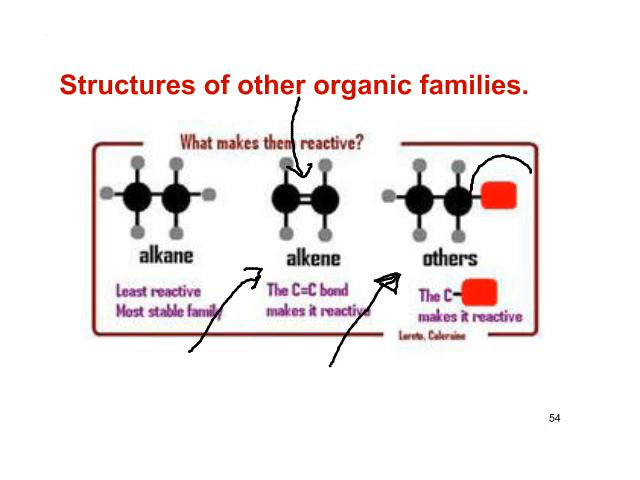 Structures of other organic families.
What makes them reactive?
alkane
alkene
others
Least reactive
Most stable family
The C=C bond
makes it reactive
The C-
makes it reactive
Loreto, Coleraine
54